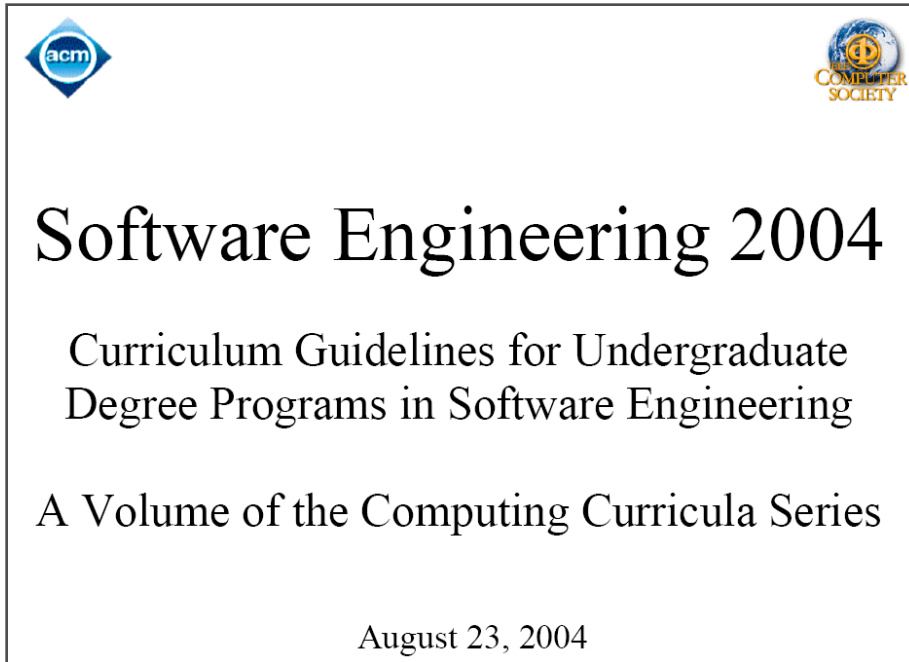 acm
IEEE
COMPUTER
SOCIETY
Software Engineering 2004
Curriculum Guidelines for Undergraduate
Degree Programs in Software Engineering
A Volume of the Computing Curricula Series
August 23, 2004